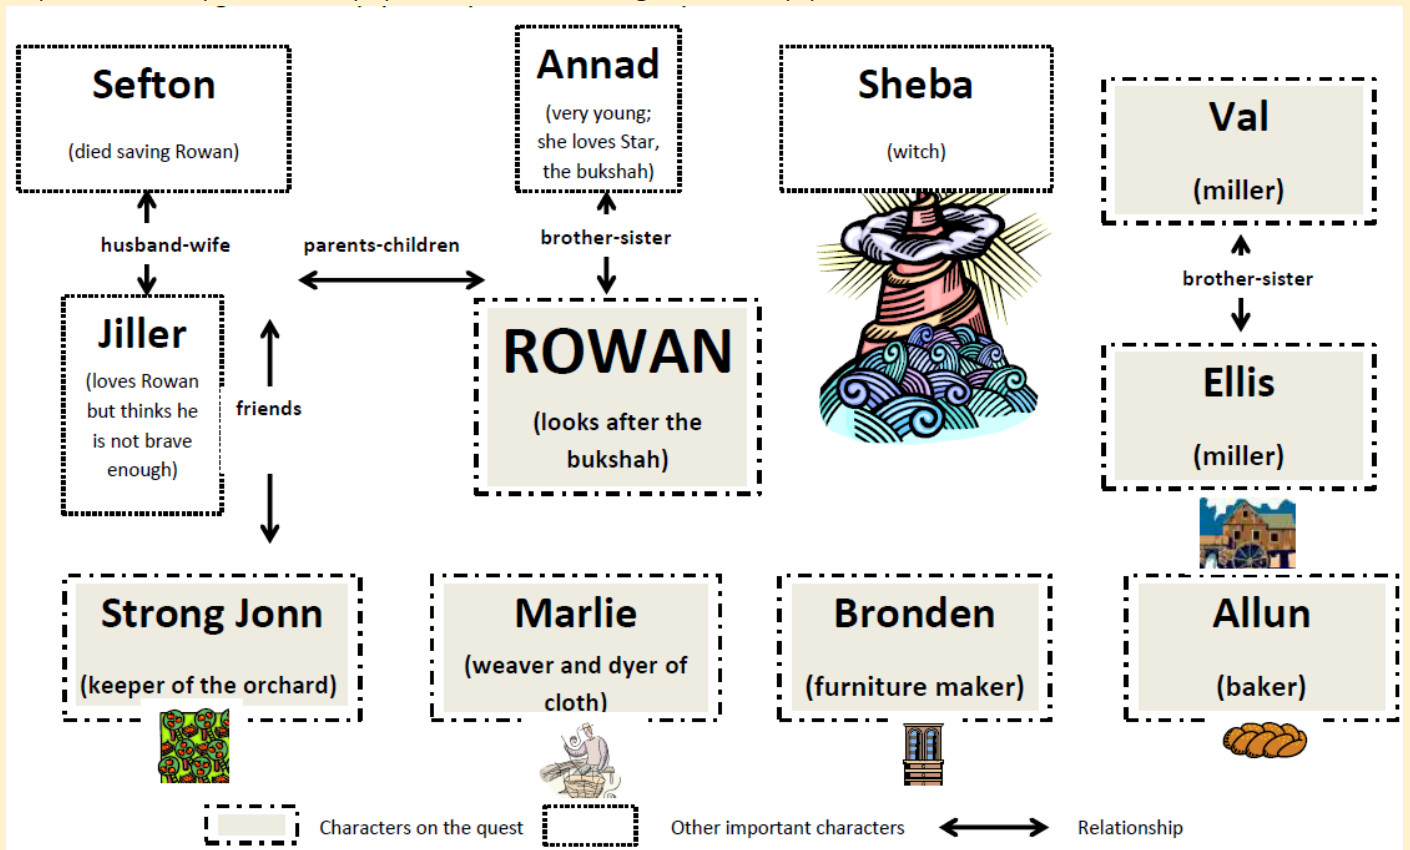 Sefton
(died saving Rowan)
Annad
(very young;
she loves Star,
the bukshah)
Sheba
(witch)
Val
(miller)
husband-wife
parents-children
brother-sister
brother-sister
Jiller
(loves Rowan
but thinks he
is not brave
enough)
friends
ROWAN
(looks after the
bukshah)
Ellis
(miller)
Strong Jonn
(keeper of the orchard)
Marlie
(weaver and dyer of
cloth)
Bronden
(furniture maker)
Allun
(baker)
Characters on the quest
Other important characters
Relationship